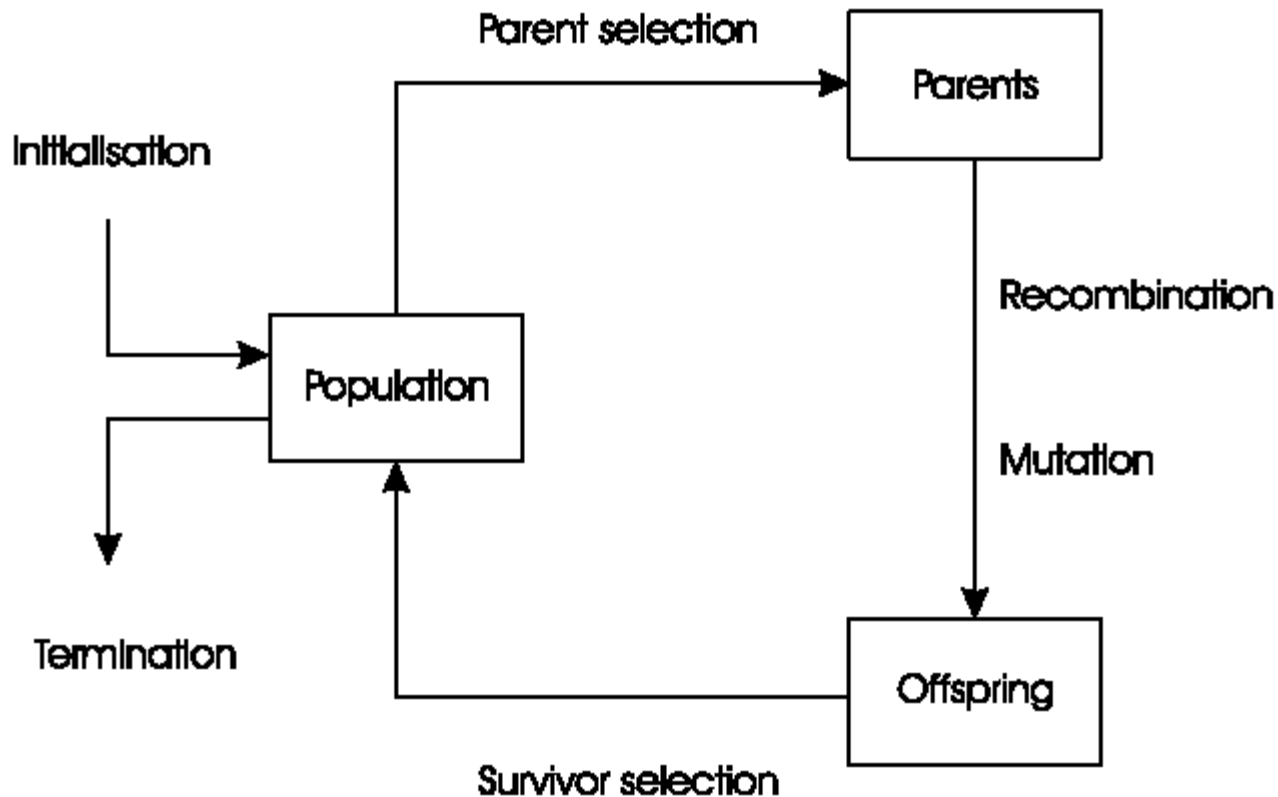 Parent selection
Parents
Initialisation
Recombination
Population
Mutation
Termination
Offspring
Survivor selection